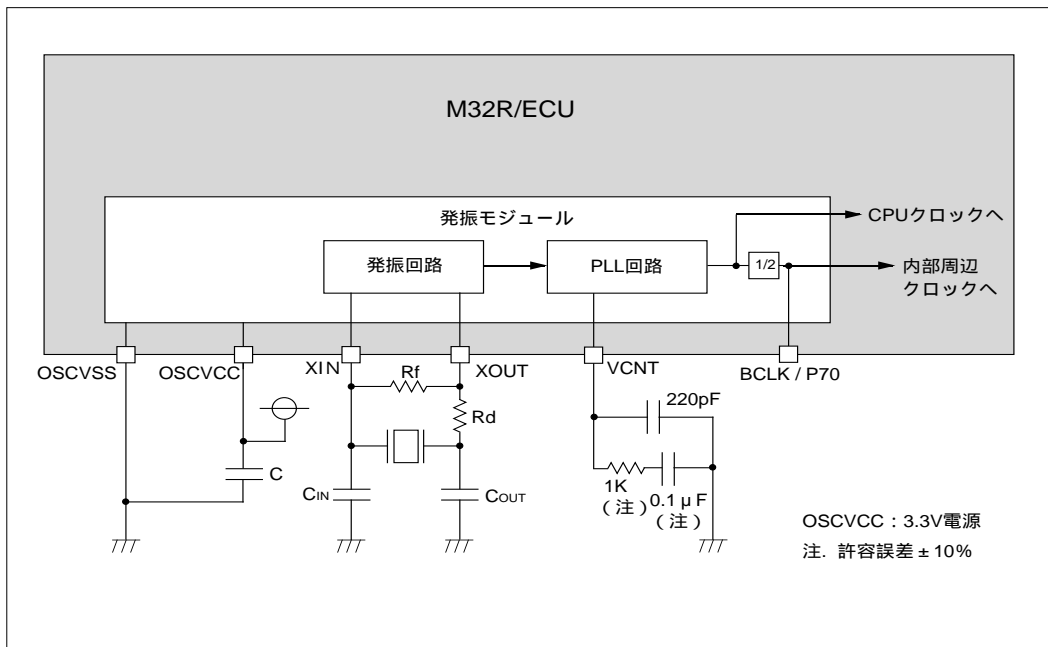 M32R/ECU
発振モジュール
発振回路
PLL回路
1/2
CPUクロックへ
内部周辺
クロックへ
OSCVSS
OSCVCC
XIN
XOUT
VCNT
BCLK / P70
Rf
Rd
C
CIN
COUT
220pF
1K
(注)
0.1μF
(注)
OSCVCC:3.3V電源
注. 許容誤差±10%